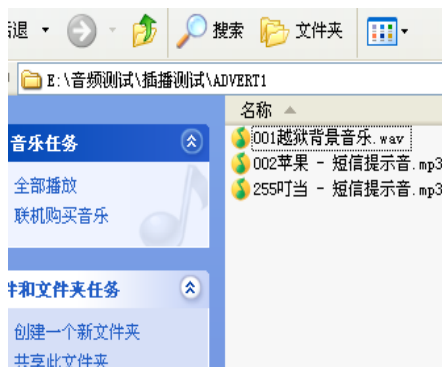 后退 搜索 文件夹
E:\音频测试\插播测试\ADVERT1
名称
音乐任务
001越狱背景音乐.wav
002苹果 - 短信提示音.mp3
全部播放
255叮当 - 短信提示音.mp3
联机购买音乐
件和文件夹任务
创建一个新文件夹
共享此文件夹